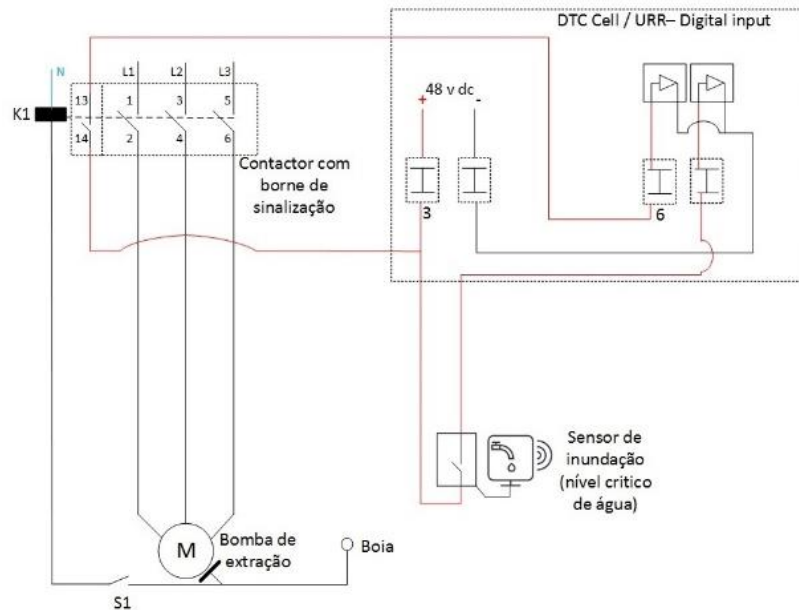 DTC Cell / URR– Digital input
N
L1
L2
L3
48 v dc
+
-
K1
13
1
3
5
14
2
4
6
Contactor com
borne de
sinalização
3
6
Sensor de
inundação
(nível critico
de água)
M
Bomba de
extração
Boia
S1